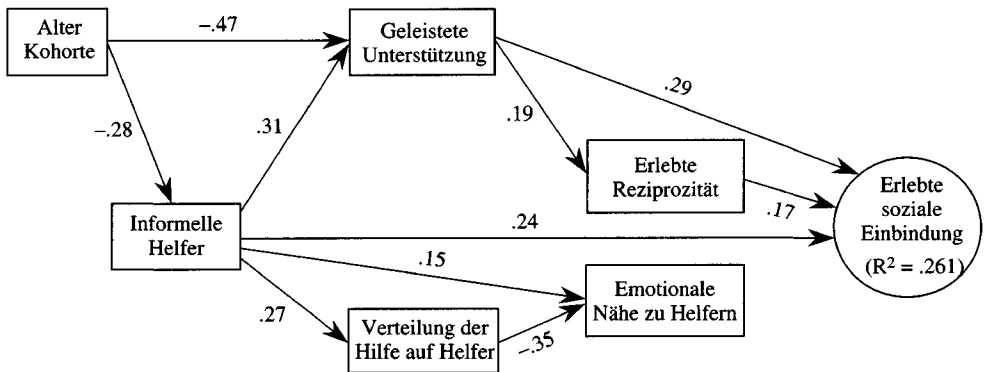 Alter
Kohorte
–.47
Geleistete
Unterstützung
.29
–.28
.31
.19
Erlebte
Reziprozität
.17
Erlebte
soziale
Einbindung
(R² = .261)
Informelle
Helfer
.24
.15
.27
Emotionale
Nähe zu Helfern
Verteilung der
Hilfe auf Helfer
–.35